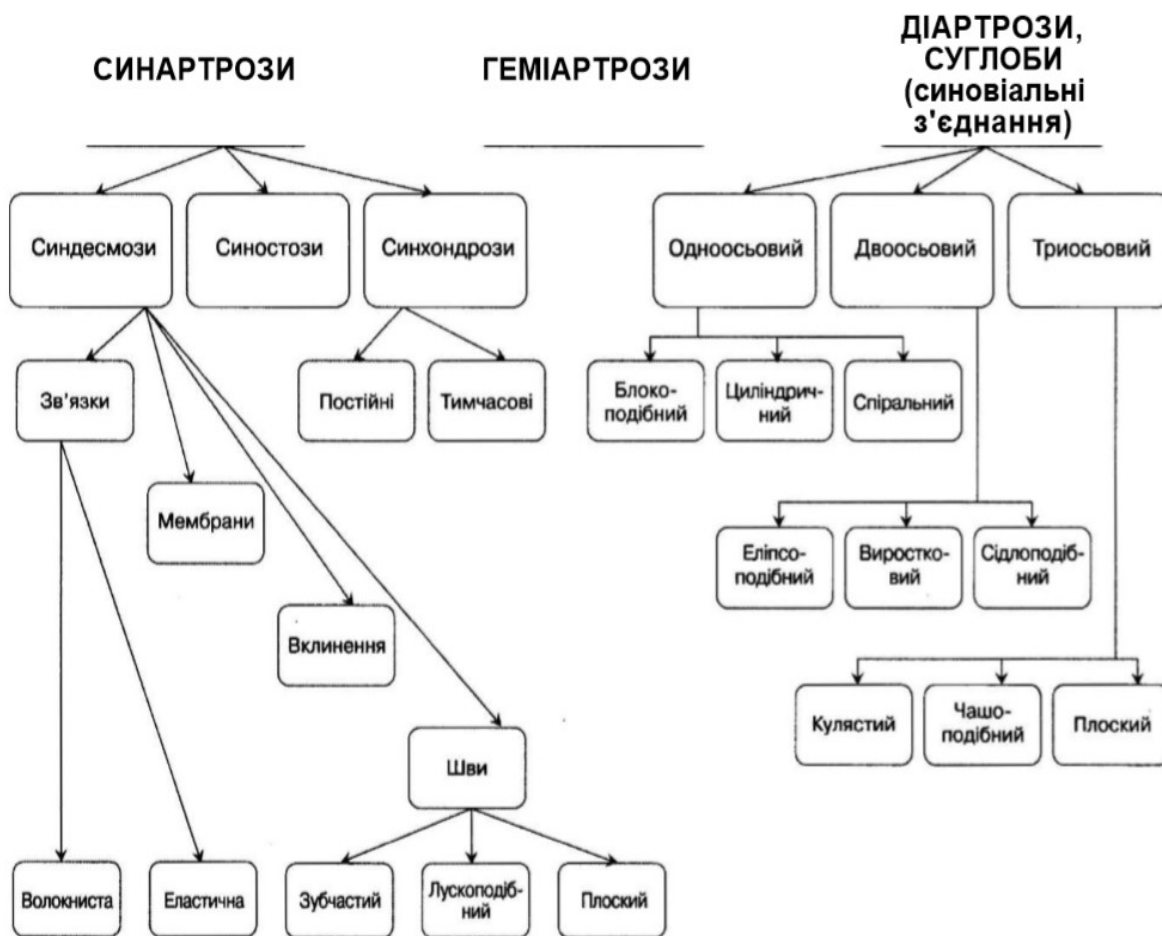 СИНАРТРОЗИ
ГЕМІАРТРОЗИ
ДІАРТРОЗИ,
СУГЛОБИ
(синовіальні
з'єднання)
Синдесмози
Синостози
Синхондрози
Одноосьовий
Двоосьовий
Триосьовий
Зв'язки
Постійні
Тимчасові
Блоко-
подібний
Циліндрич-
ний
Спіральний
Мембрани
Еліпсо-
подібний
Виростк-
овий
Сідлоподіб-
ний
Вклинення
Кулястий
Чашо-
подібний
Плоский
Шви
Волокниста
Еластична
Зубчастий
Лускоподіб-
ний
Плоский